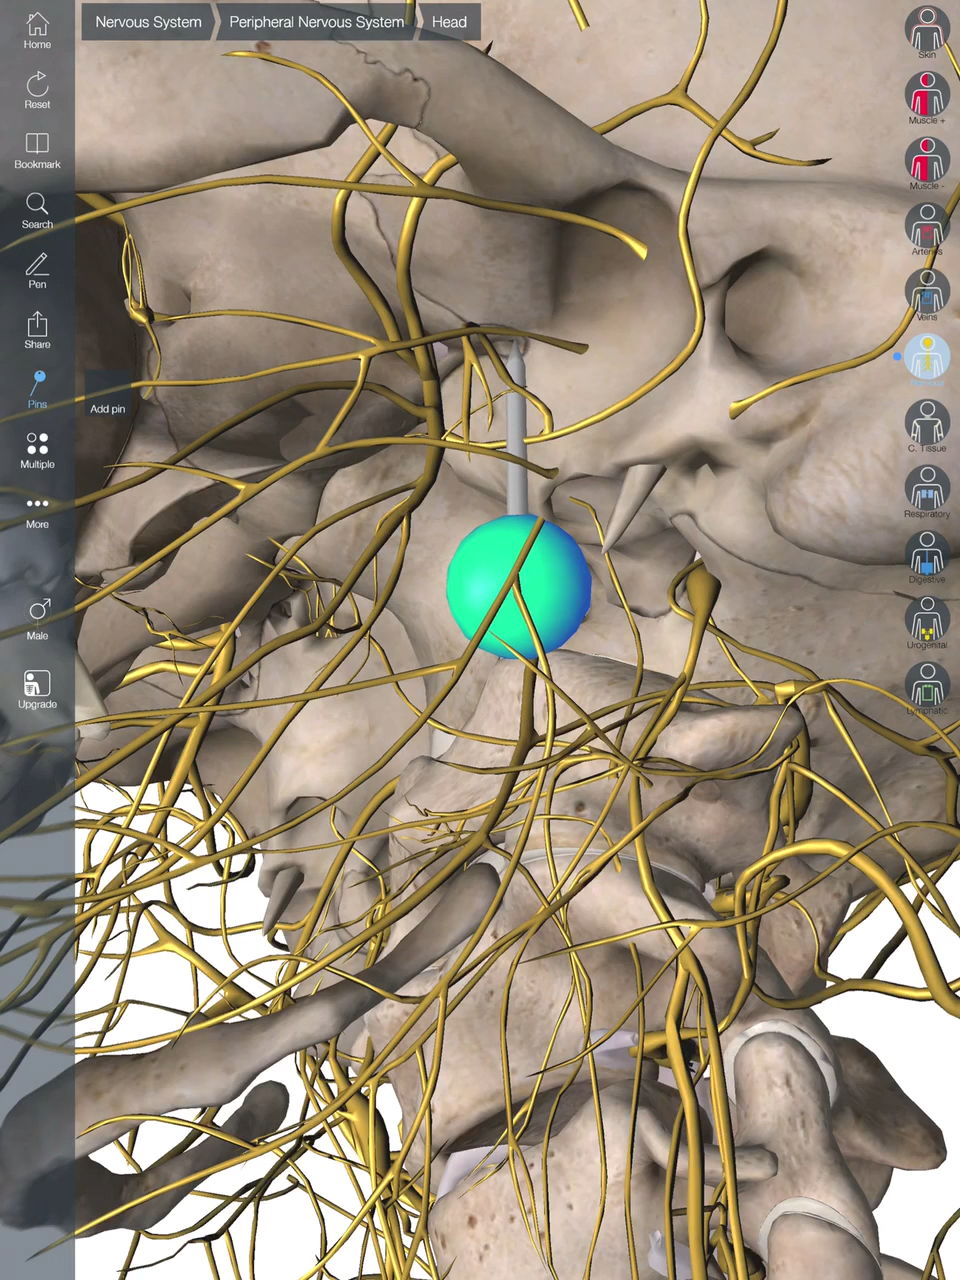 Nervous System
Peripheral Nervous System
Head
Home
Reset
Bookmark
Search
Pen
Share
Pins
Add pin
Multiple
More
Male
Upgrade
Skin
Muscle +
Muscle -
Arteries
Veins
C. Tissue
Respiratory
Digestive
Urogenital
Lymphatic